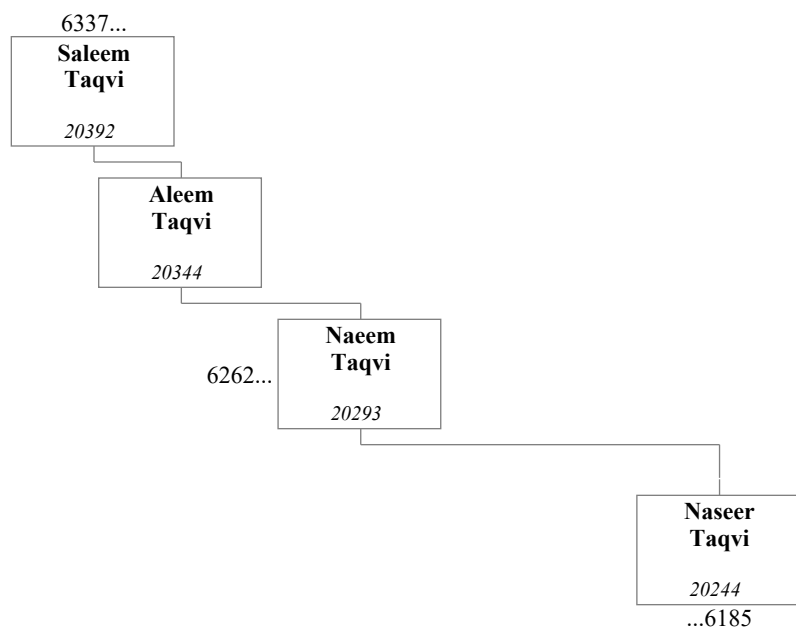 6337...
Saleem
Taqvi
20392
Aleem
Taqvi
20344
Naeem
Taqvi
6262...
20293
Naseer
Taqvi
20244
...6185